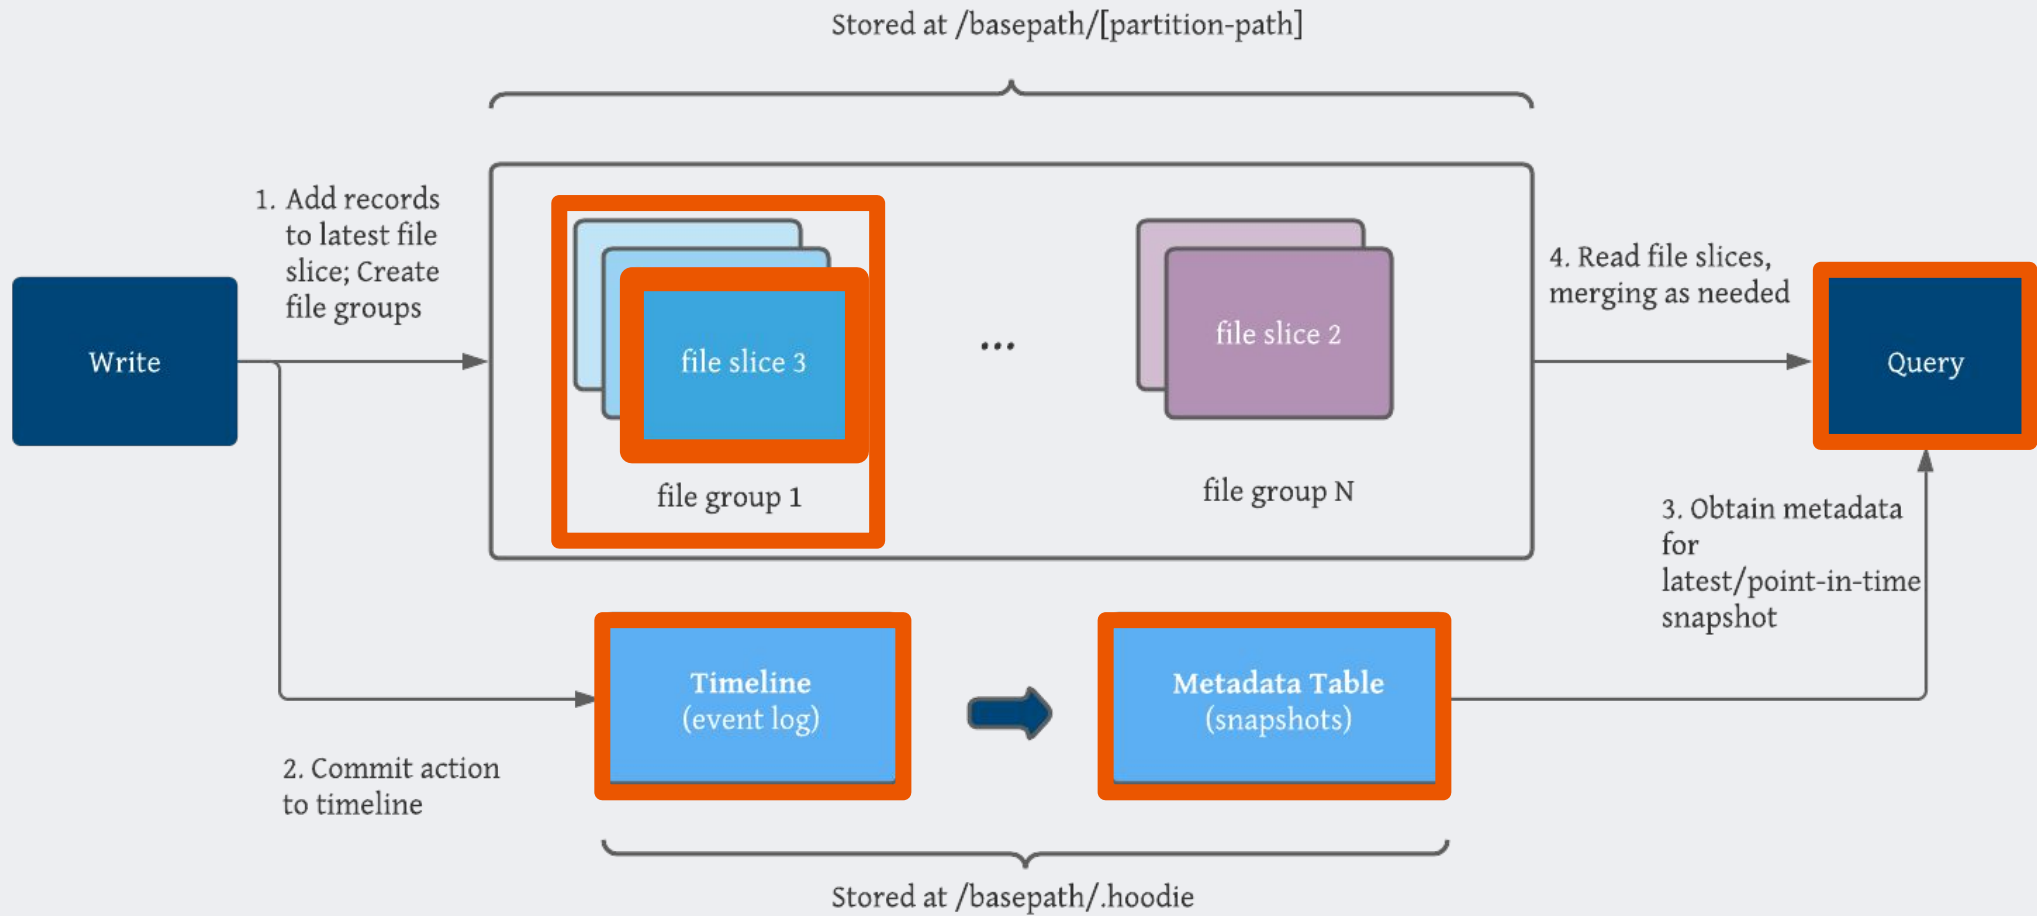 Stored at /basepath/[partition-path]
1. Add records
to latest file
slice; Create
file groups
Write
file slice 3
file group 1
...
file slice 2
file group N
4. Read file slices,
merging as needed
Query
3. Obtain metadata
for
latest/point-in-time
snapshot
Timeline
(event log)
Metadata Table
(snapshots)
2. Commit action
to timeline
Stored at /basepath/.hoodie